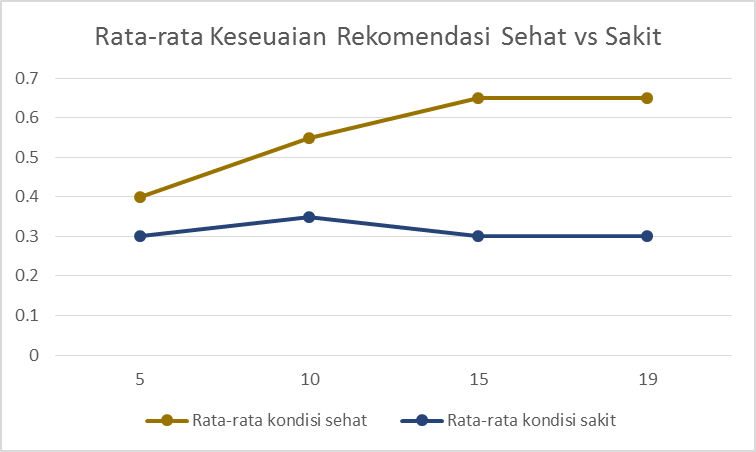 Rata-rata Keseuaian Rekomendasi Sehat vs Sakit
0.7
0.6
0.5
0.4
0.3
0.2
0.1
0
5 10 15 19
Rata-rata kondisi sehat Rata-rata kondisi sakit